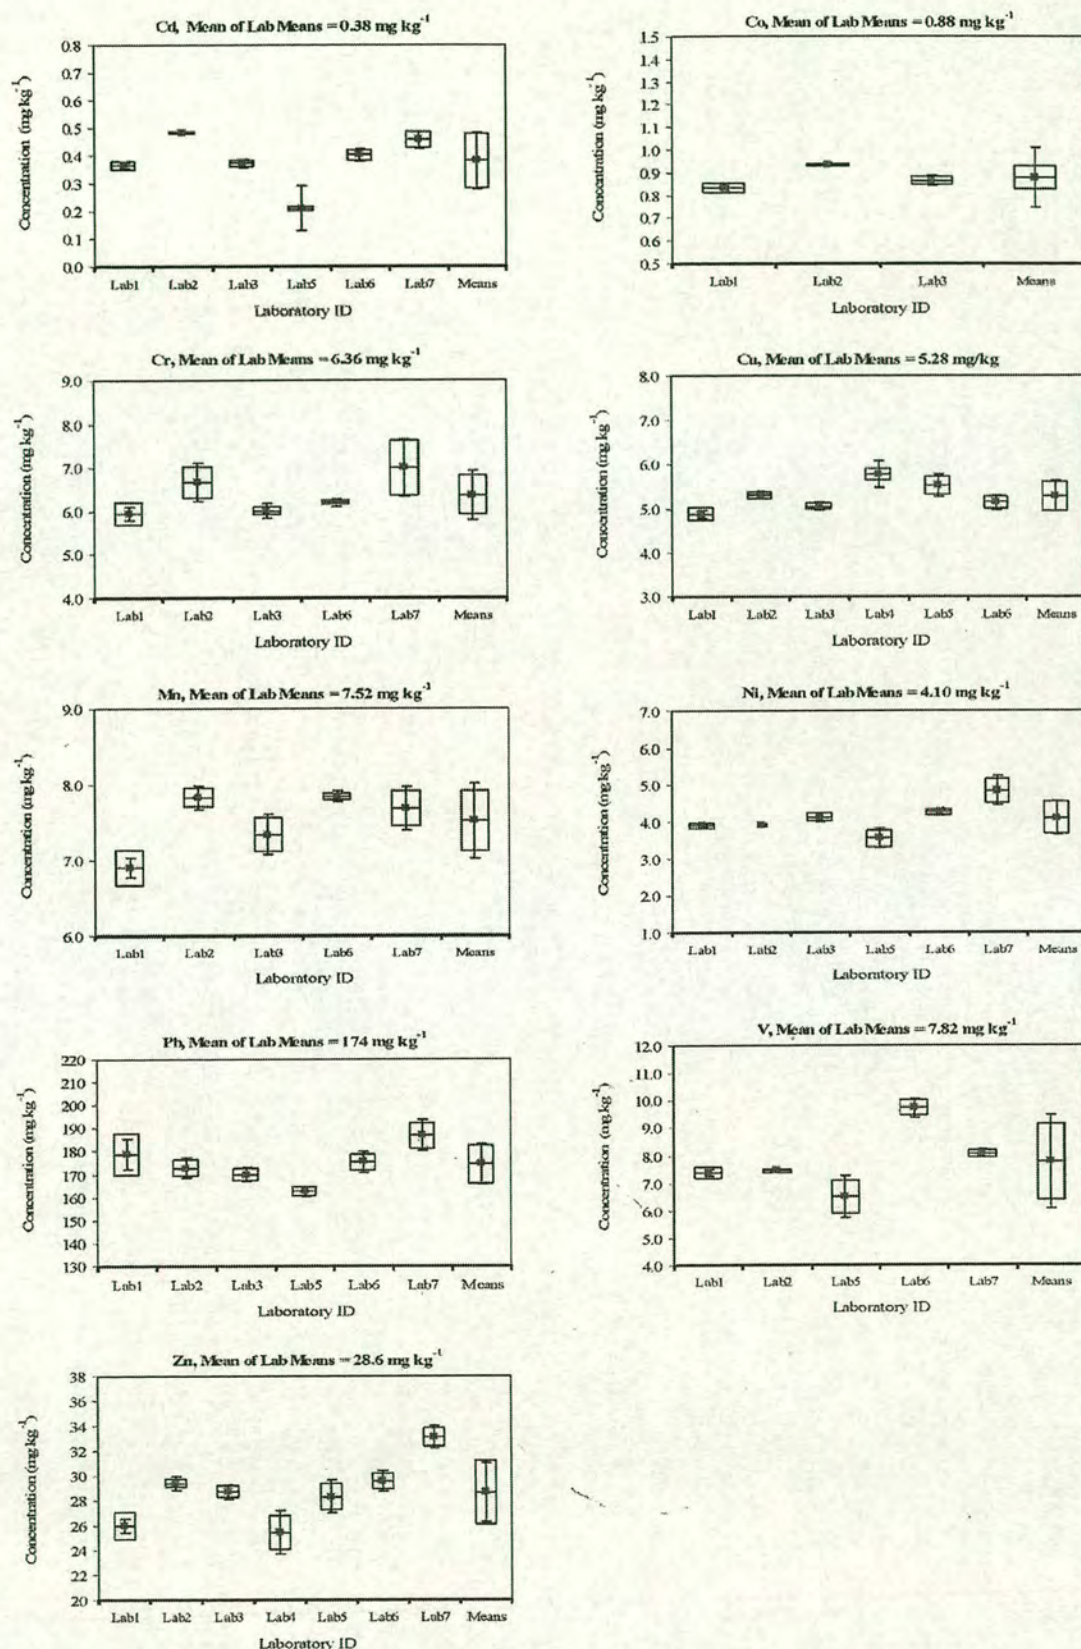 Cd, Mean of Lab Means = 0.38 mg kg⁻¹
Concentration (mg kg⁻¹)
0.8
0.7
0.6
0.5
0.4
0.3
0.2
0.1
0.0
Lab1 Lab2 Lab3 Lab5 Lab6 Lab7 Means
Laboratory ID
Co, Mean of Lab Means = 0.88 mg kg⁻¹
Concentration (mg kg⁻¹)
1.5
1.4
1.3
1.2
1.1
1.0
0.9
0.8
0.7
0.6
0.5
Lab1 Lab2 Lab3 Means
Laboratory ID
Cr, Mean of Lab Means = 6.36 mg kg⁻¹
Concentration (mg kg⁻¹)
9.0
8.0
7.0
6.0
5.0
4.0
Lab1 Lab2 Lab3 Lab6 Lab7 Means
Laboratory ID
Cu, Mean of Lab Means = 5.28 mg/kg
Concentration (mg kg⁻¹)
8.0
7.0
6.0
5.0
4.0
3.0
Lab1 Lab2 Lab3 Lab4 Lab5 Lab6 Means
Laboratory ID
Mn, Mean of Lab Means = 7.52 mg kg⁻¹
Concentration (mg kg⁻¹)
9.0
8.0
7.0
6.0
Lab1 Lab2 Lab3 Lab6 Lab7 Means
Laboratory ID
Ni, Mean of Lab Means = 4.10 mg kg⁻¹
Concentration (mg kg⁻¹)
7.0
6.0
5.0
4.0
3.0
2.0
1.0
Lab1 Lab2 Lab3 Lab5 Lab6 Lab7 Means
Laboratory ID
Pb, Mean of Lab Means = 174 mg kg⁻¹
Concentration (mg kg⁻¹)
220
210
200
190
180
170
160
150
140
130
Lab1 Lab2 Lab3 Lab5 Lab6 Lab7 Means
Laboratory ID
V, Mean of Lab Means = 7.82 mg kg⁻¹
Concentration (mg kg⁻¹)
12.0
11.0
10.0
9.0
8.0
7.0
6.0
5.0
4.0
Lab1 Lab2 Lab5 Lab6 Lab7 Means
Laboratory ID
Zn, Mean of Lab Means = 28.6 mg kg⁻¹
Concentration (mg kg⁻¹)
38
36
34
32
30
28
26
24
22
20
Lab1 Lab2 Lab3 Lab4 Lab5 Lab6 Lab7 Means
Laboratory ID